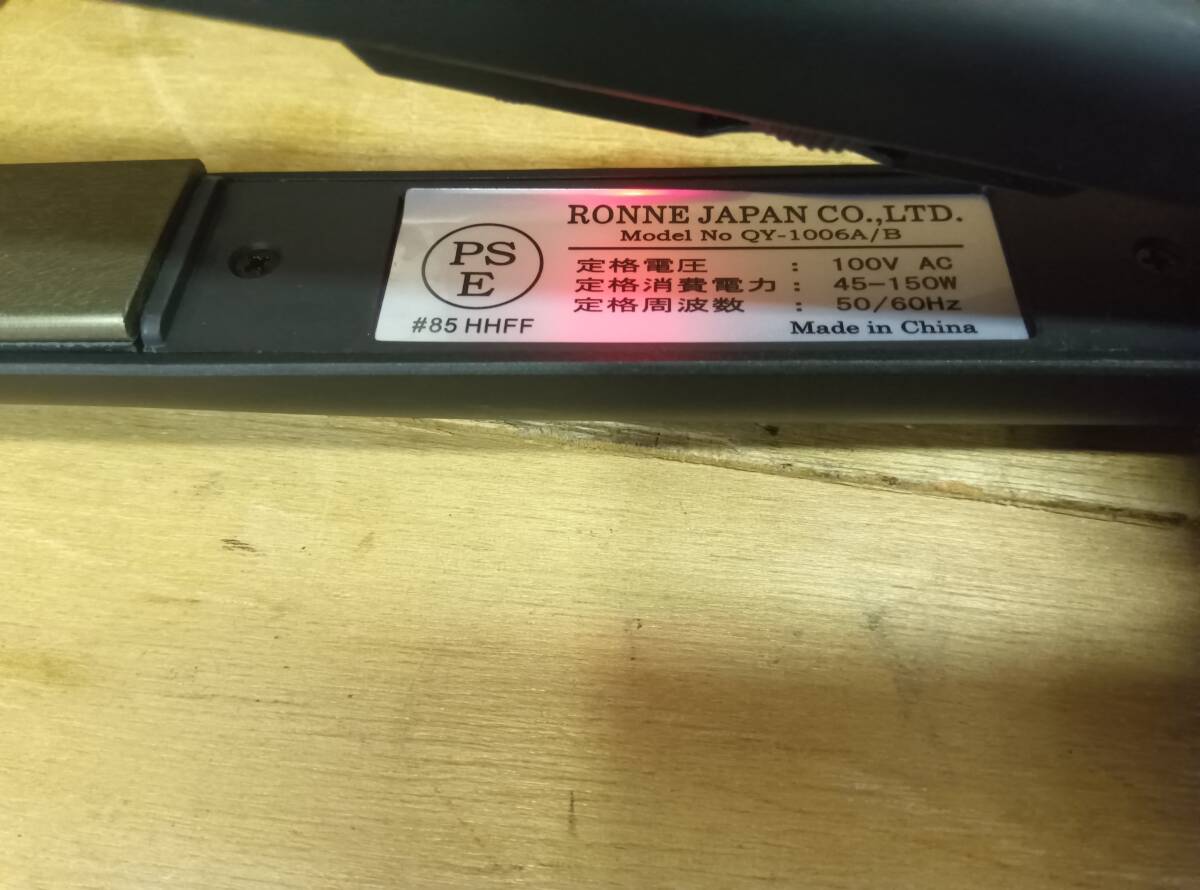 PS
E
#85 HHFF
RONNE JAPAN CO.,LTD.
Model No QY-1006A/B
定格電圧 : 100V AC
定格消費電力 : 45-150W
定格周波数 : 50/60Hz
Made in China